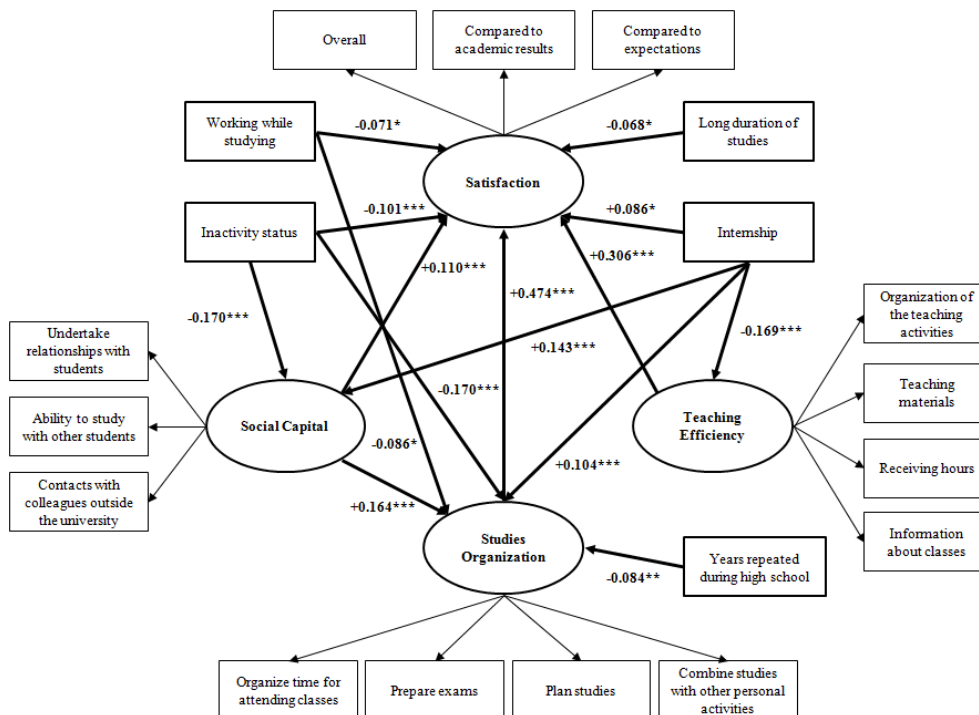 Overall
Compared to
academic results
Compared to
expectations
Working while
studying
-0.071*
-0.068*
Long duration of
studies
Satisfaction
Inactivity status
-0.101***
+0.086*
Internship
+0.110***
+0.306***
+0.474***
-0.170***
-0.169***
+0.143***
Organization of
the teaching
activities
Undertake
relationships with
students
Teaching
materials
-0.170***
Ability to study
with other students
Social Capital
Teaching
Efficiency
-0.086*
+0.104***
Receiving hours
Contacts with
colleagues outside
the university
+0.164***
Information
about classes
Studies
Organization
Years repeated
during high school
-0.084**
Organize time for
attending classes
Prepare exams
Plan studies
Combine studies
with other personal
activities